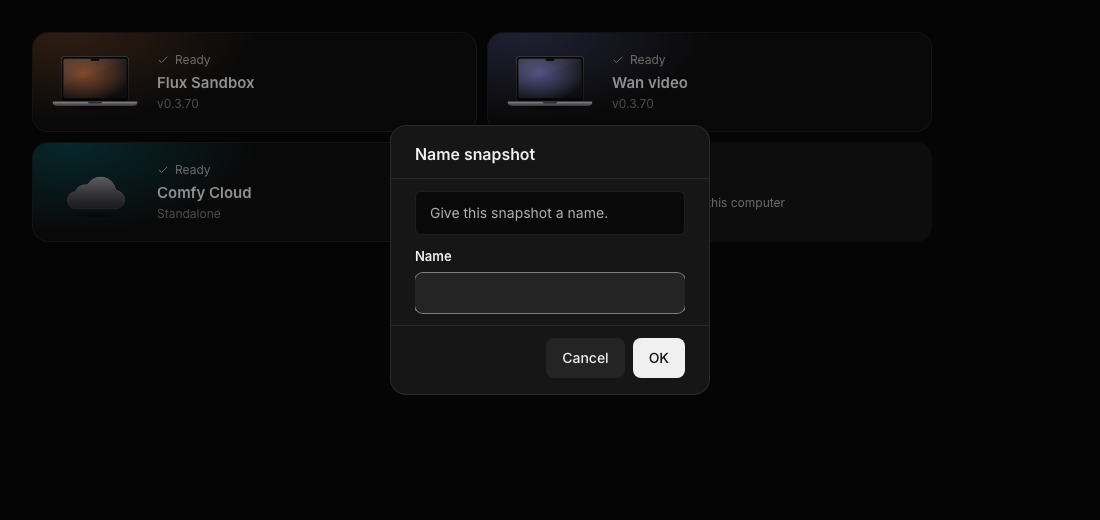 Ready
Flux Sandbox
v0.3.70
Ready
Wan video
v0.3.70
Ready
Comfy Cloud
Standalone
this computer
Name snapshot
Give this snapshot a name.
Name
Cancel
OK